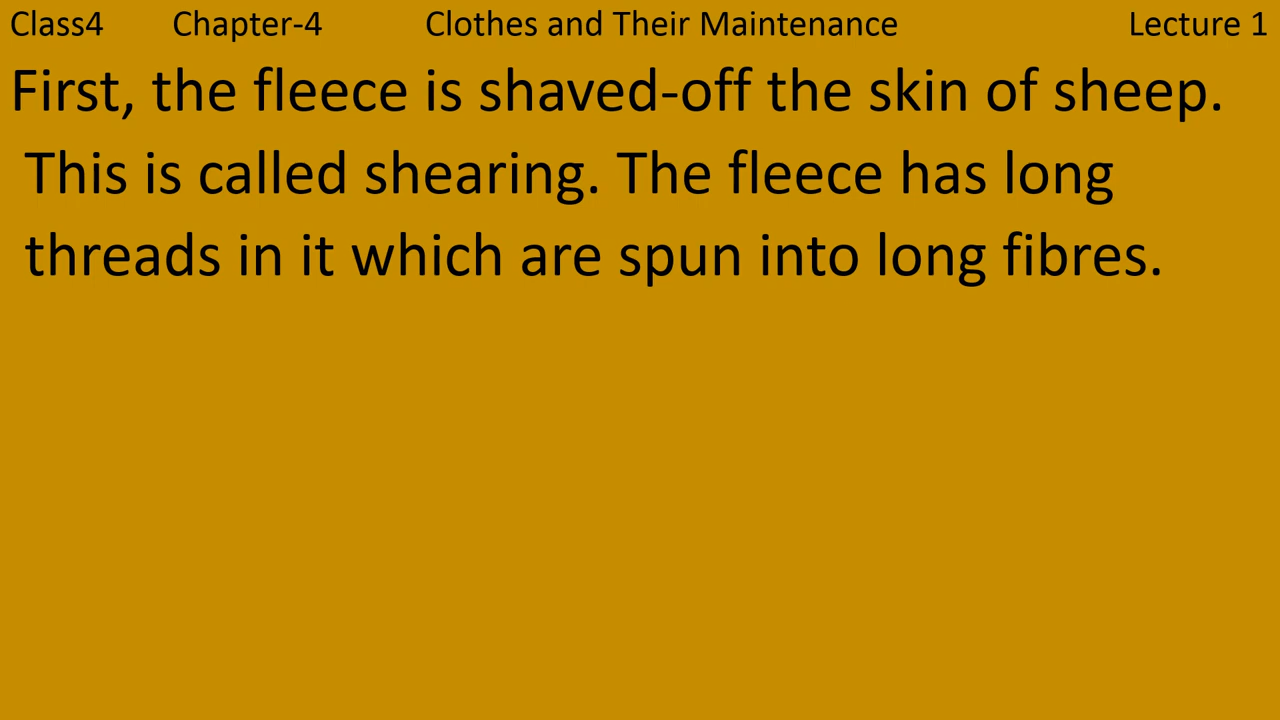 Class4 Chapter-4 Clothes and Their Maintenance Lecture 1
First, the fleece is shaved-off the skin of sheep.
This is called shearing. The fleece has long
threads in it which are spun into long fibres.